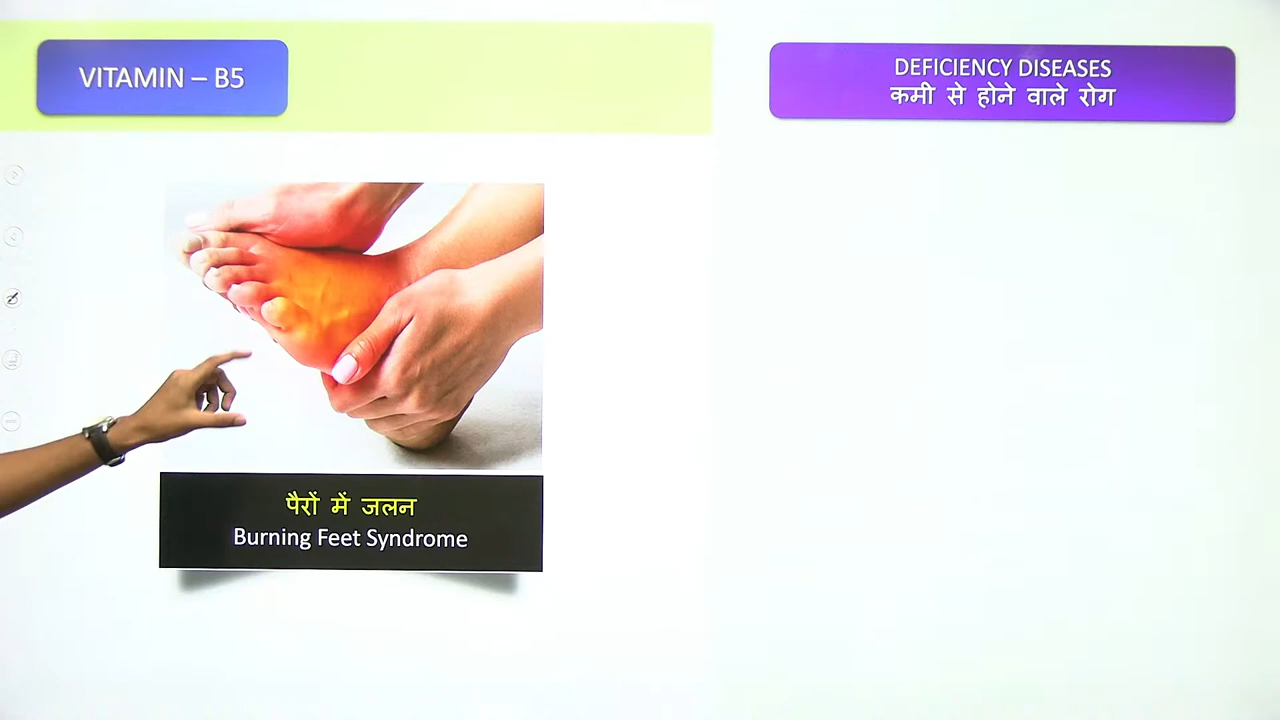 VITAMIN – B5
DEFICIENCY DISEASES
कमी से होने वाले रोग
पैरों में जलन
Burning Feet Syndrome